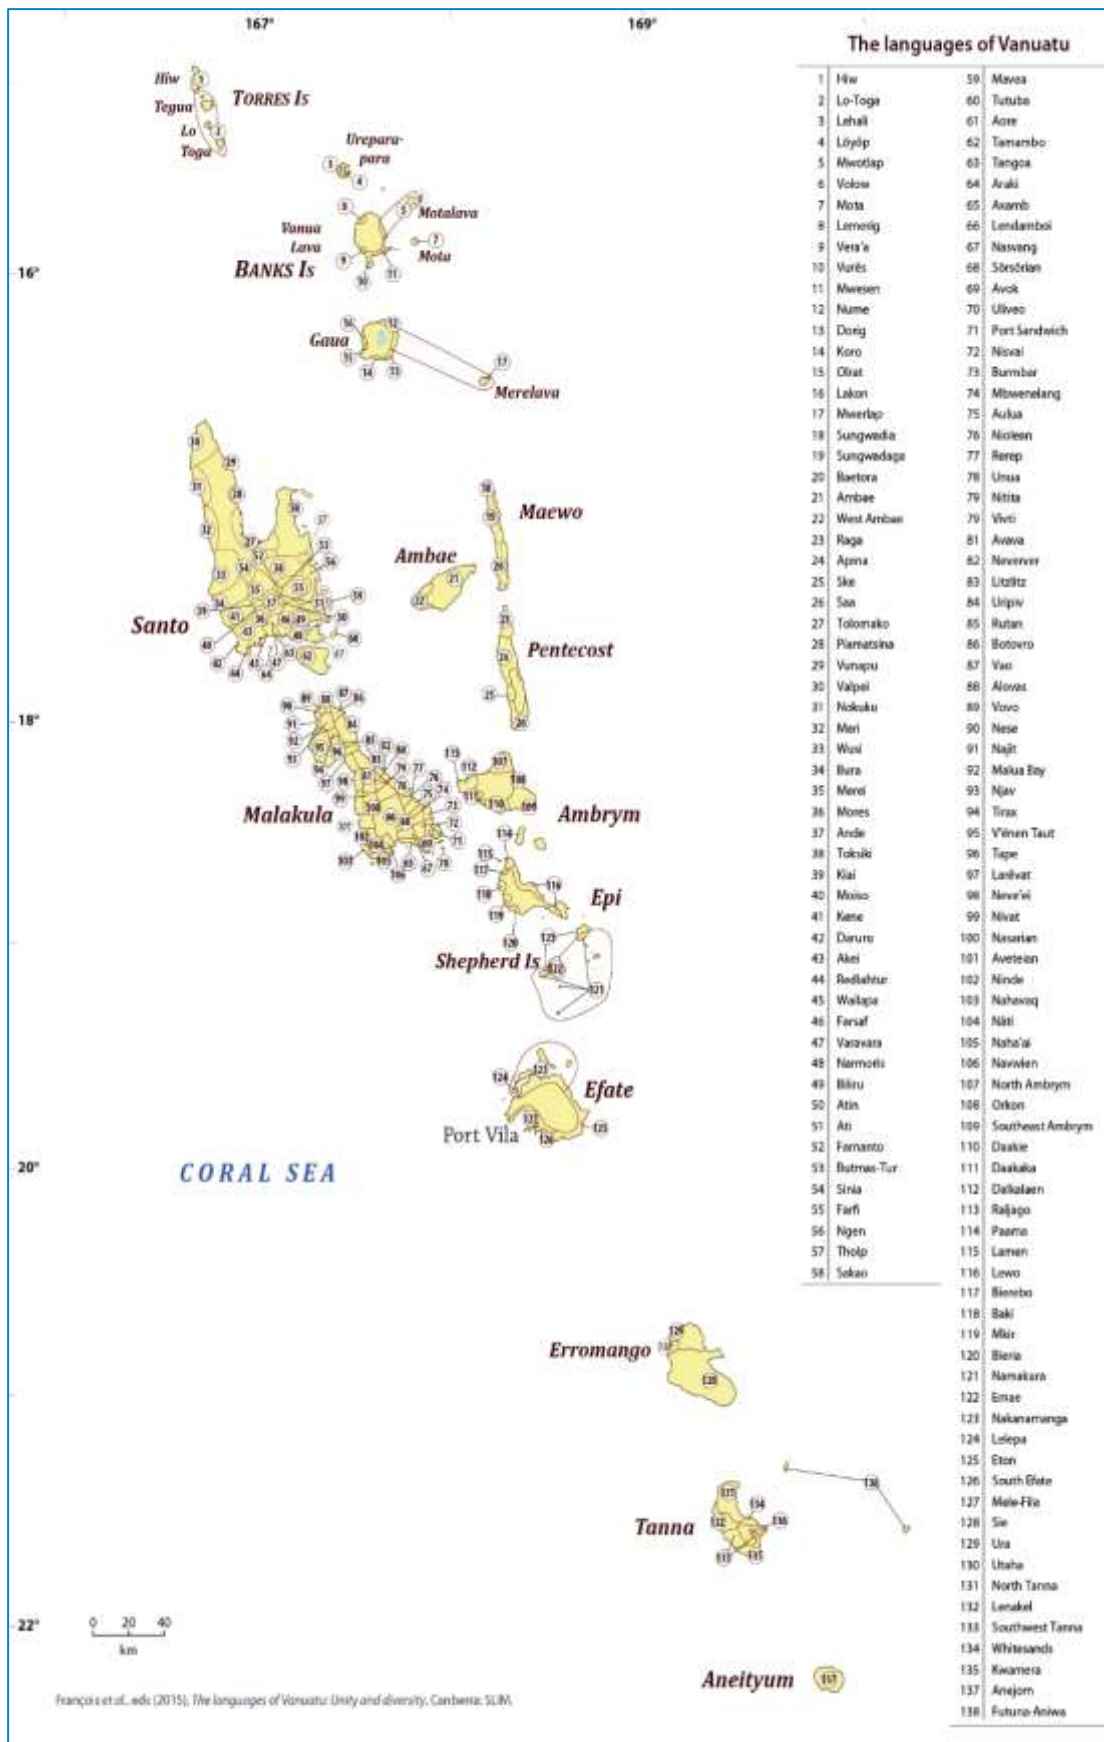 167°
169°
The languages of Vanuatu
1 Hiw
2 Lo-Toga
3 Lehali
4 Löyöp
5 Mwotlap
6 Volow
7 Mota
8 Lemerig
9 Vera'a
10 Vurës
11 Mwesen
12 Nume
13 Dorig
14 Koro
15 Olrat
16 Lakon
17 Mwerlap
18 Sungwadia
19 Sungwadaga
20 Baetora
21 Ambae
22 West Ambae
23 Raga
24 Apma
25 Ske
26 Saa
27 Tolomako
28 Piamatsina
29 Vunapu
30 Valpei
31 Nokuku
32 Meri
33 Wusi
34 Bura
35 Merei
36 Mores
37 Ande
38 Toksiki
39 Kiai
40 Moiso
41 Kene
42 Daruru
43 Akei
44 Retlahtur
45 Wailapa
46 Farsaf
47 Varavara
48 Narmoris
49 Biliru
50 Atin
51 Ati
52 Farnanto
53 Butmas-Tur
54 Sinia
55 Farfi
56 Ngen
57 Tholp
58 Sakao
59 Mavea
60 Tutuba
61 Aore
62 Tamambo
63 Tangoa
64 Araki
65 Axamb
66 Lendamboi
67 Nasvang
68 Sörsörian
69 Avok
70 Uliveo
71 Port Sandwich
72 Nisvai
73 Burmbar
74 Mbwenelang
75 Aulua
76 Niolean
77 Rerep
78 Unua
79 Nitita
79 Vivti
81 Avava
82 Neverver
83 Litzlitz
84 Uripiv
85 Rutan
86 Botovro
87 Vao
88 Alovas
89 Vovo
90 Nese
91 Najit
92 Malua Bay
93 Njav
94 Tirax
95 V'ënen Taut
96 Tape
97 Larëvat
98 Neve'ei
99 Nivat
100 Nasarian
101 Aveteian
102 Ninde
103 Nahavaq
104 Nāti
105 Naha'ai
106 Navwien
107 North Ambrym
108 Orkon
109 Southeast Ambrym
110 Daakie
111 Daakaka
112 Dalkalaen
113 Raljago
114 Paama
115 Lamen
116 Lewo
117 Bierebo
118 Baki
119 Mkir
120 Bieria
121 Namakura
122 Emae
123 Nakanamanga
124 Lelepa
125 Eton
126 South Efate
127 Mele-Fila
128 Sie
129 Ura
130 Utaha
131 North Tanna
132 Lenakel
133 Southwest Tanna
134 Whitesands
135 Kwamera
137 Anejom
138 Futuna-Aniwa
Hiw
Tegua
Lo
Toga
TORRES IS
Urepara-
para
Motalava
Vanua
Lava
Mota
BANKS IS
16°
Gaua
Merelava
Maewo
Ambae
Santo
Pentecost
18°
Malakula
Ambrym
Epi
Shepherd Is
Efate
Port Vila
20°
CORAL SEA
Erromango
Tanna
22°
0 20 40
km
Aneityum
François et al., eds (2015), The languages of Vanuatu: Unity and diversity. Canberra: SLIM.